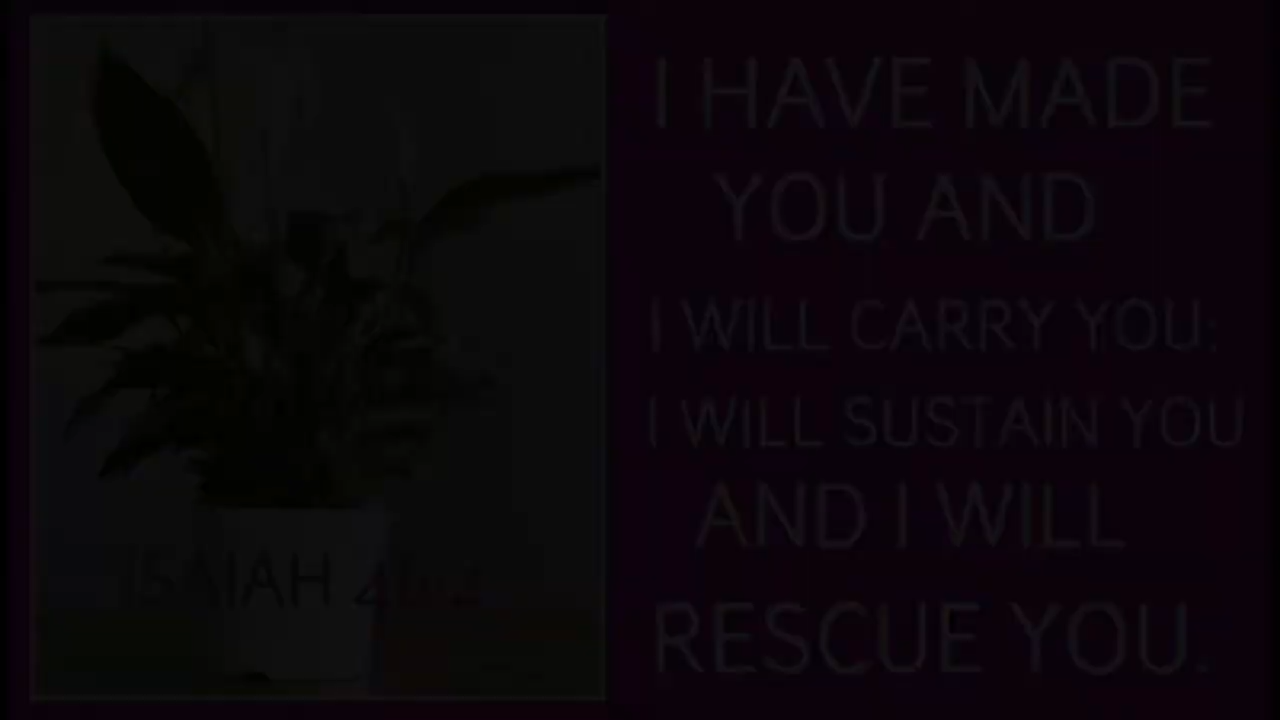 I HAVE MADE
YOU AND
I WILL CARRY YOU;
I WILL SUSTAIN YOU
AND I WILL
RESCUE YOU.
ISAIAH